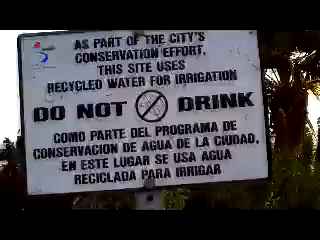 AS PART OF THE CITY'S
CONSERVATION EFFORT,
THIS SITE USES
RECYCLED WATER FOR IRRIGATION
DO NOT DRINK
COMO PARTE DEL PROGRAMA DE
CONSERVACION DE AGUA DE LA CIUDAD,
EN ESTE LUGAR SE USA AGUA
RECICLADA PARA IRRIGAR